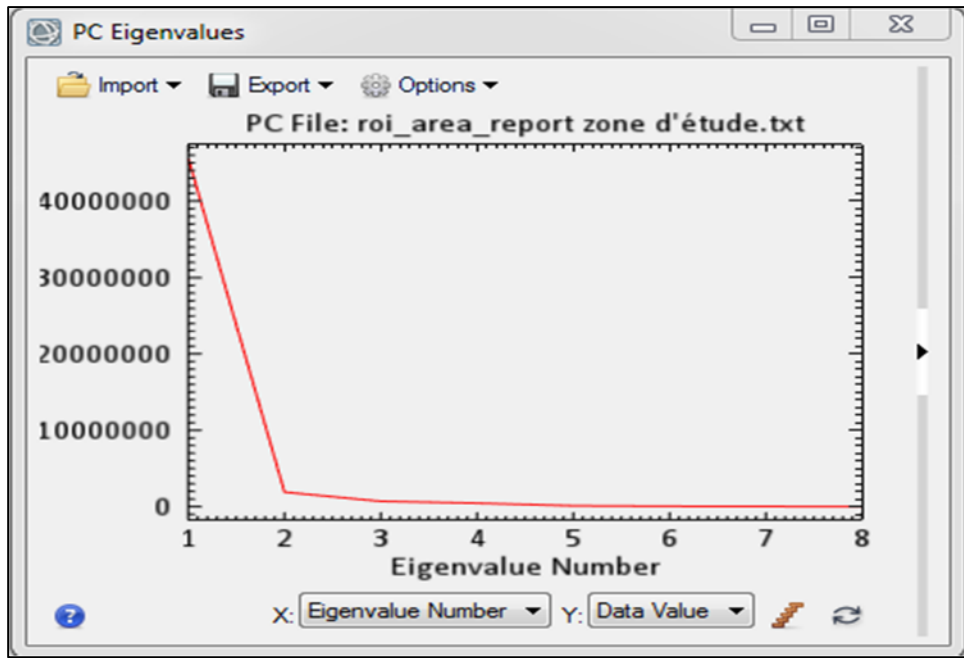 PC Eigenvalues
Import Export Options
PC File: roi_area_report zone d'étude.txt
40000000
30000000
20000000
10000000
0
1 2 3 4 5 6 7 8
Eigenvalue Number
? X: Eigenvalue Number Y: Data Value